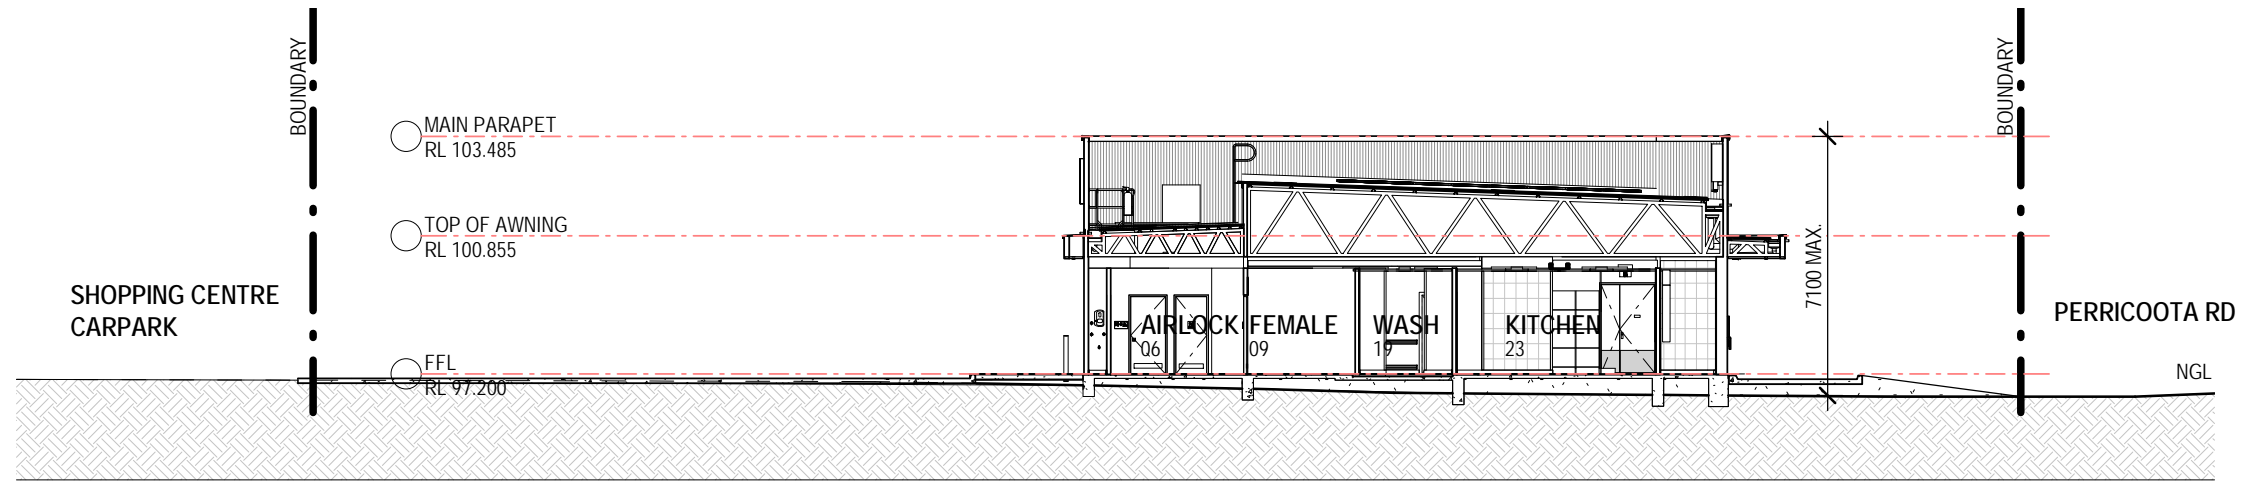 BOUNDARY
BOUNDARY
MAIN PARAPET
RL 103.485
TOP OF AWNING
RL 100.855
7100 MAX.
SHOPPING CENTRE
CARPARK
PERRICOOTA RD
AIRLOCK FEMALE WASH KITCHEN
06 09 19 23
FFL
RL 97.200
NGL